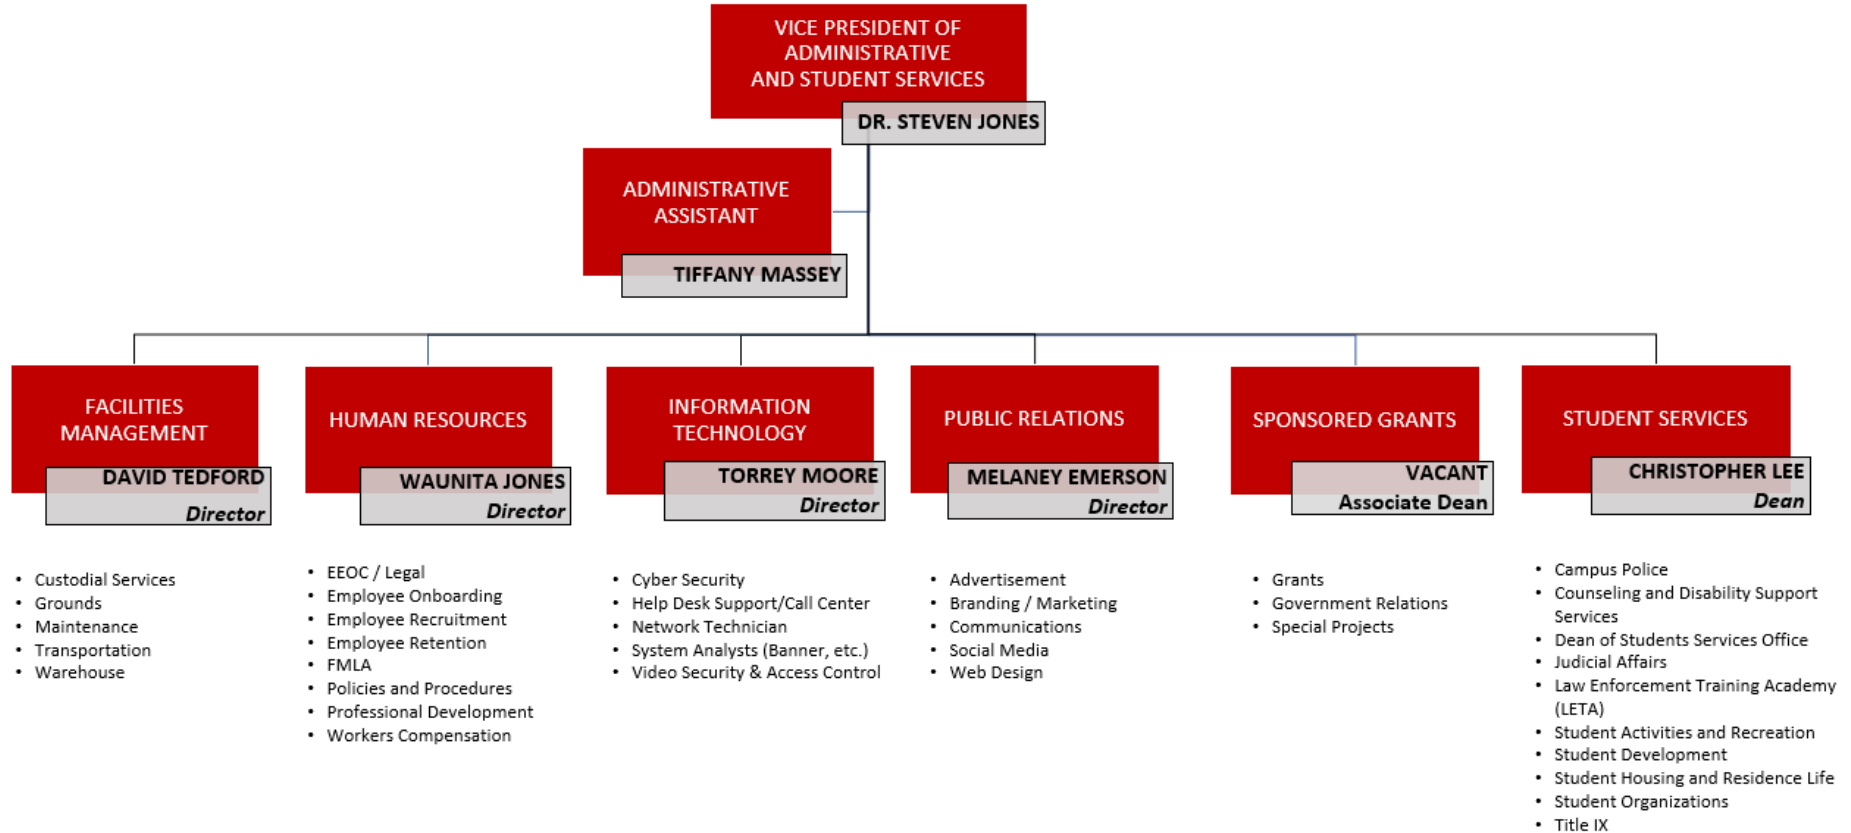 VICE PRESIDENT OF
ADMINISTRATIVE
AND STUDENT SERVICES
DR. STEVEN JONES
ADMINISTRATIVE
ASSISTANT
TIFFANY MASSEY
FACILITIES
MANAGEMENT
DAVID TEDFORD
Director
• Custodial Services
• Grounds
• Maintenance
• Transportation
• Warehouse
HUMAN RESOURCES
WAUNITA JONES
Director
• EEOC / Legal
• Employee Onboarding
• Employee Recruitment
• Employee Retention
• FMLA
• Policies and Procedures
• Professional Development
• Workers Compensation
INFORMATION
TECHNOLOGY
TORREY MOORE
Director
• Cyber Security
• Help Desk Support/Call Center
• Network Technician
• System Analysts (Banner, etc.)
• Video Security & Access Control
PUBLIC RELATIONS
MELANEY EMERSON
Director
• Advertisement
• Branding / Marketing
• Communications
• Social Media
• Web Design
SPONSORED GRANTS
VACANT
Associate Dean
• Grants
• Government Relations
• Special Projects
STUDENT SERVICES
CHRISTOPHER LEE
Dean
• Campus Police
• Counseling and Disability Support
Services
• Dean of Students Services Office
• Judicial Affairs
• Law Enforcement Training Academy
(LETA)
• Student Activities and Recreation
• Student Development
• Student Housing and Residence Life
• Student Organizations
• Title IX